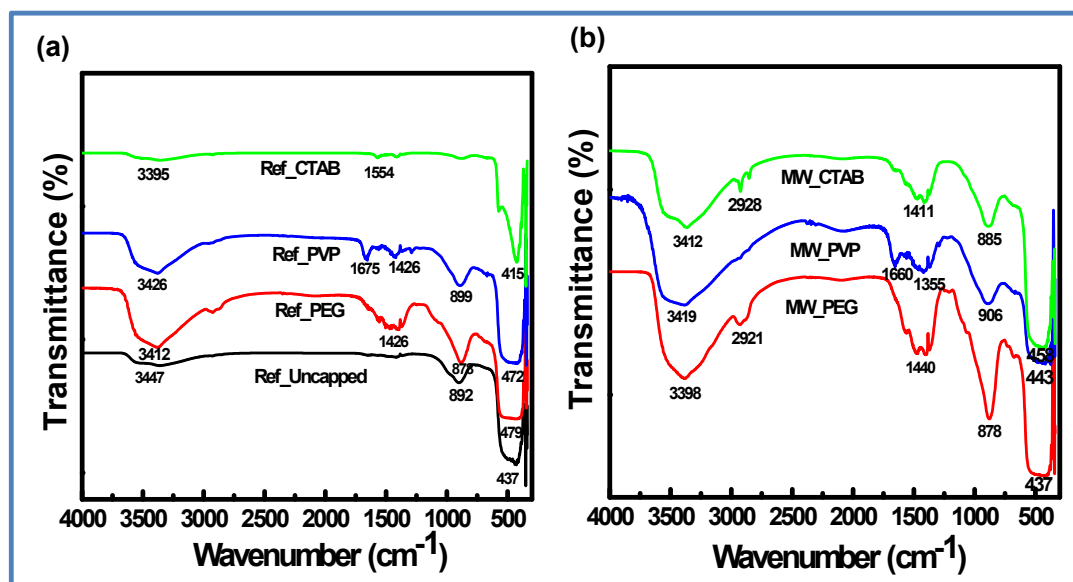 (a)
Transmittance (%)
Ref_CTAB
3395
1554
415
Ref_PVP
3426
1675
1426
899
472
Ref_PEG
3412
1426
878
479
Ref_Uncapped
3447
892
437
4000 3500 3000 2500 2000 1500 1000 500
Wavenumber (cm-1)
(b)
Transmittance (%)
MW_CTAB
3412
2928
1411
885
458
MW_PVP
3419
1660
1355
906
443
MW_PEG
3398
2921
1440
878
437
4000 3500 3000 2500 2000 1500 1000 500
Wavenumber (cm-1)